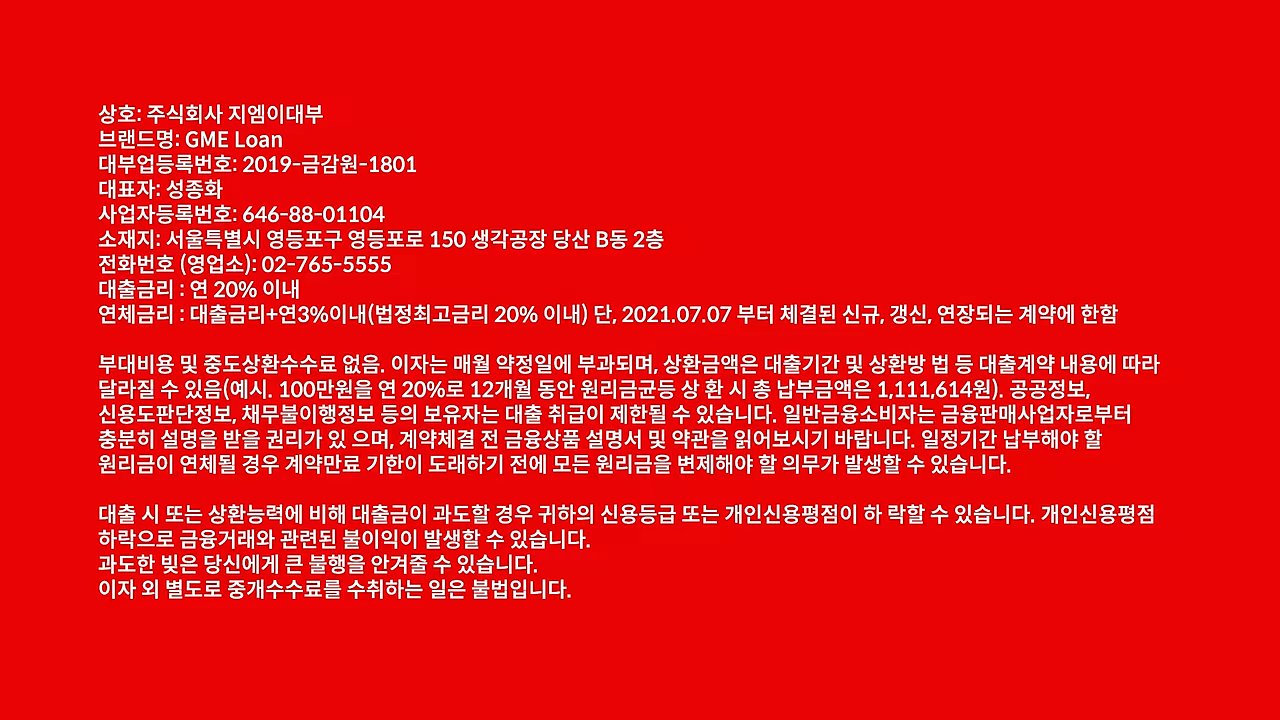 상호: 주식회사 지엠이대부
브랜드명: GME Loan
대부업등록번호: 2019-금감원-1801
대표자: 성종화
사업자등록번호: 646-88-01104
소재지: 서울특별시 영등포구 영등포로 150 생각공장 당산 B동 2층
전화번호 (영업소): 02-765-5555
대출금리 : 연 20% 이내
연체금리 : 대출금리+연3%이내(법정최고금리 20% 이내) 단, 2021.07.07 부터 체결된 신규, 갱신, 연장되는 계약에 한함
부대비용 및 중도상환수수료 없음. 이자는 매월 약정일에 부과되며, 상환금액은 대출기간 및 상환방 법 등 대출계약 내용에 따라
달라질 수 있음(예시. 100만원을 연 20%로 12개월 동안 원리금균등 상 환 시 총 납부금액은 1,111,614원). 공공정보,
신용도판단정보, 채무불이행정보 등의 보유자는 대출 취급이 제한될 수 있습니다. 일반금융소비자는 금융판매사업자로부터
충분히 설명을 받을 권리가 있 으며, 계약체결 전 금융상품 설명서 및 약관을 읽어보시기 바랍니다. 일정기간 납부해야 할
원리금이 연체될 경우 계약만료 기한이 도래하기 전에 모든 원리금을 변제해야 할 의무가 발생할 수 있습니다.
대출 시 또는 상환능력에 비해 대출금이 과도할 경우 귀하의 신용등급 또는 개인신용평점이 하 락할 수 있습니다. 개인신용평점
하락으로 금융거래와 관련된 불이익이 발생할 수 있습니다.
과도한 빚은 당신에게 큰 불행을 안겨줄 수 있습니다.
이자 외 별도로 중개수수료를 수취하는 일은 불법입니다.